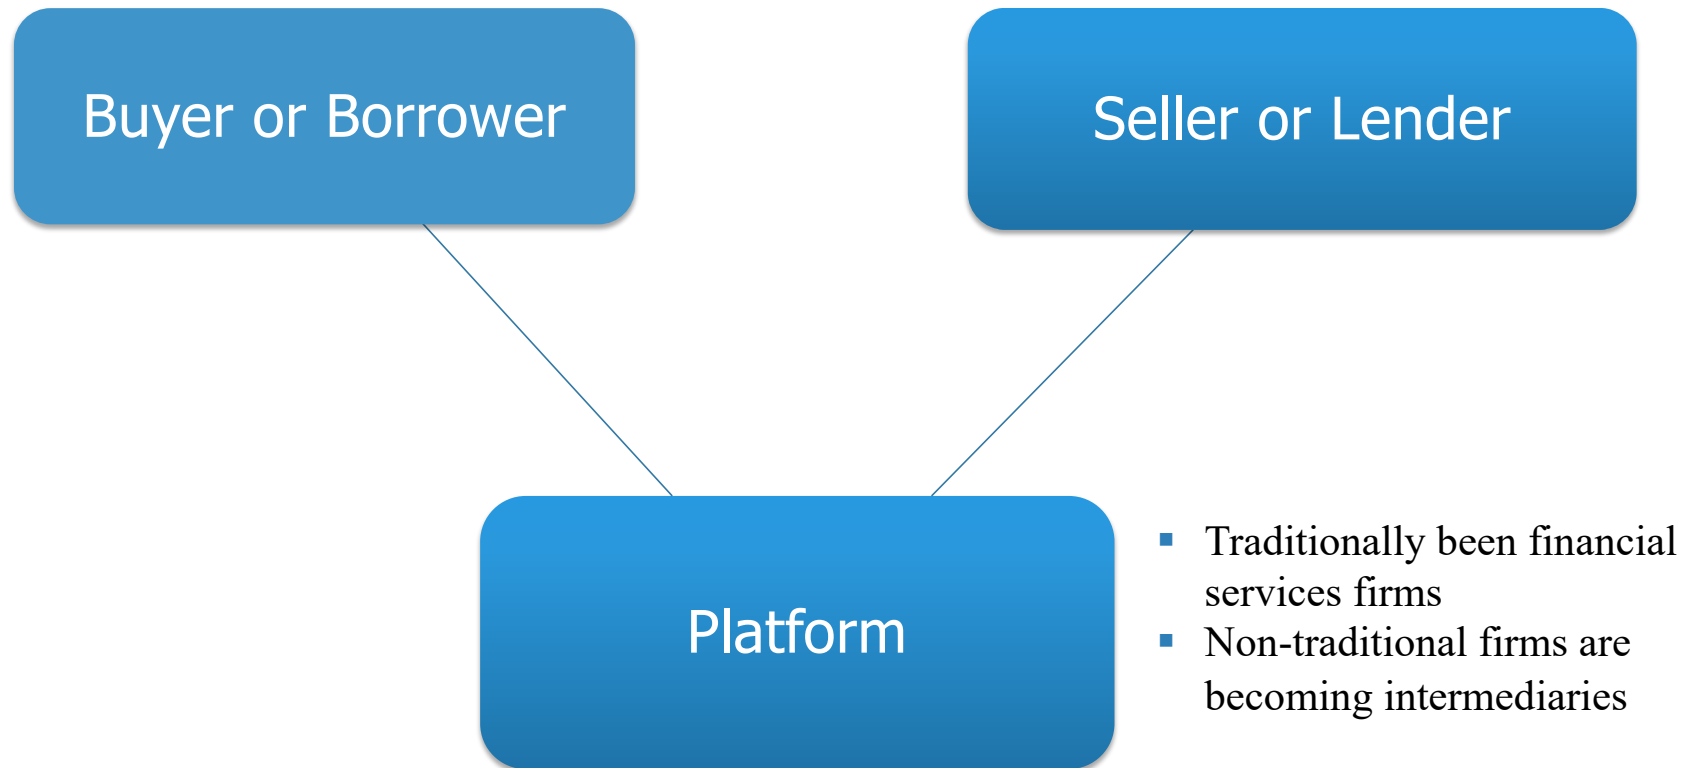 Buyer or Borrower
Seller or Lender
Platform
▪ Traditionally been financial
services firms
▪ Non-traditional firms are
becoming intermediaries